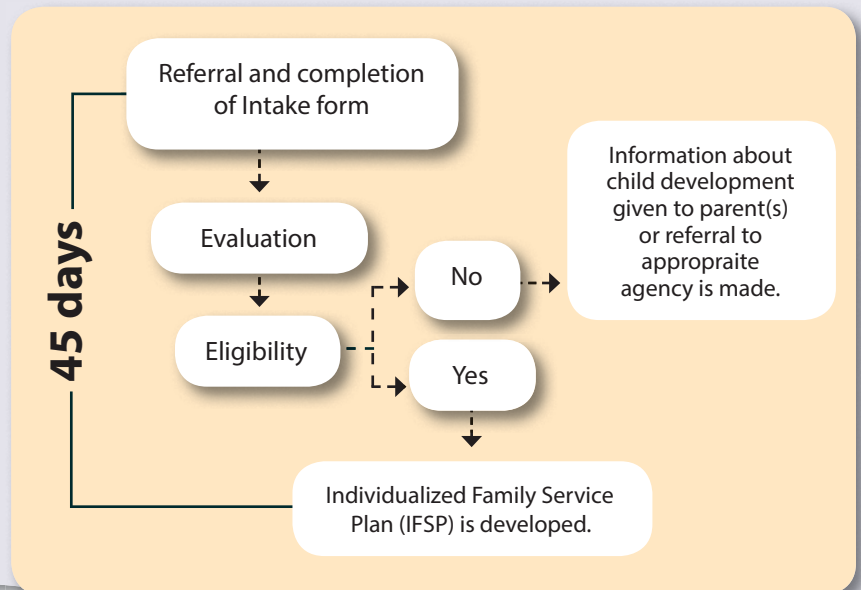 Referral and completion
of Intake form
45 days
Evaluation
Eligibility
No
Yes
Information about
child development
given to parent(s)
or referral to
appropraite
agency is made.
Individualized Family Service
Plan (IFSP) is developed.